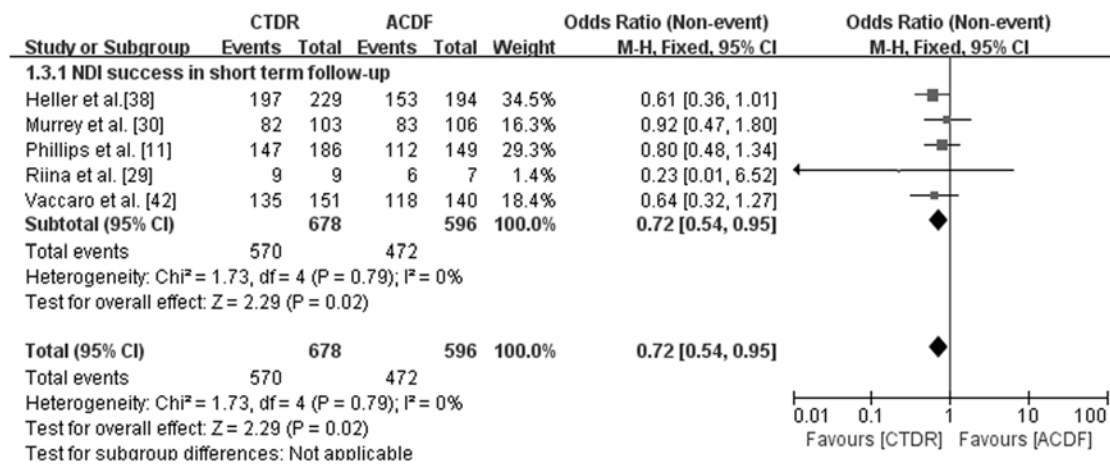 CTDR ACDF Odds Ratio (Non-event) Odds Ratio (Non-event)
Study or Subgroup Events Total Events Total Weight M-H, Fixed, 95% CI M-H, Fixed, 95% CI
1.3.1 NDI success in short term follow-up
Heller et al.[38] 197 229 153 194 34.5% 0.61 [0.36, 1.01]
Murrey et al. [30] 82 103 83 106 16.3% 0.92 [0.47, 1.80]
Phillips et al. [11] 147 186 112 149 29.3% 0.80 [0.48, 1.34]
Riina et al. [29] 9 9 6 7 1.4% 0.23 [0.01, 6.52]
Vaccaro et al. [42] 135 151 118 140 18.4% 0.64 [0.32, 1.27]
Subtotal (95% CI) 678 596 100.0% 0.72 [0.54, 0.95]
Total events 570 472
Heterogeneity: Chi² = 1.73, df = 4 (P = 0.79); I² = 0%
Test for overall effect: Z = 2.29 (P = 0.02)
Total (95% CI) 678 596 100.0% 0.72 [0.54, 0.95]
Total events 570 472
Heterogeneity: Chi² = 1.73, df = 4 (P = 0.79); I² = 0%
Test for overall effect: Z = 2.29 (P = 0.02)
Test for subgroup differences: Not applicable
0.01 0.1 1 10 100
Favours [CTDR] Favours [ACDF]